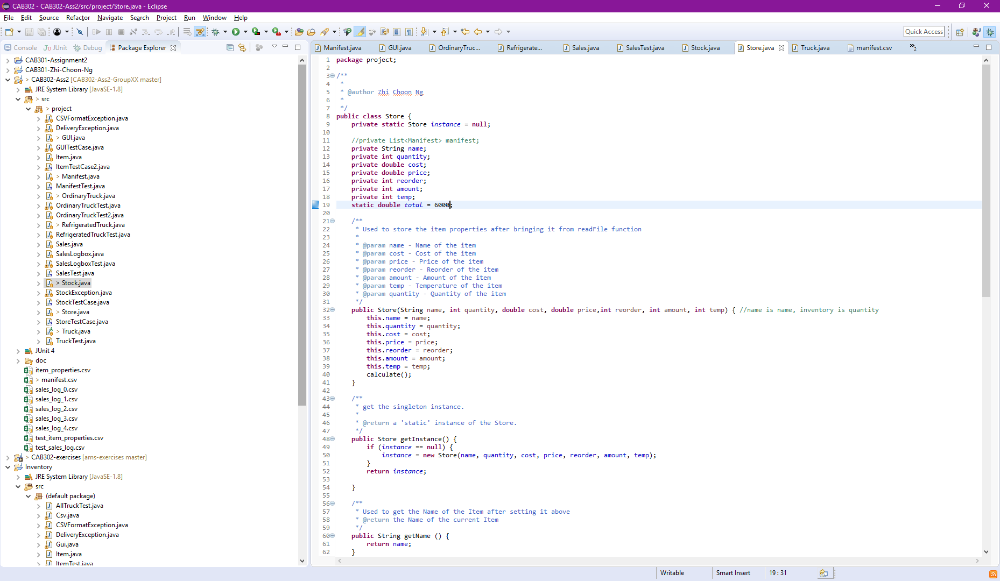 CAB302 - CAB302-Ass2/src/project/Store.java - Eclipse
File Edit Source Refactor Navigate Search Project Run Window Help
Quick Access
Console JUnit Debug Package Explorer
CAB301-Assignment2
CAB301-Zhi-Choon-Ng
> CAB302-Ass2 [CAB302-Ass2-GroupXX master]
JRE System Library [JavaSE-1.8]
> src
> project
CSVFormatException.java
DeliveryException.java
> GUI.java
GUITestCase.java
Item.java
ItemTestCase2.java
> Manifest.java
ManifestTest.java
> OrdinaryTruck.java
OrdinaryTruckTest.java
OrdinaryTruckTest2.java
> RefrigeratedTruck.java
RefrigeratedTruckTest.java
Sales.java
SalesLogbox.java
SalesLogboxTest.java
SalesTest.java
> Stock.java
StockException.java
StockTestCase.java
> Store.java
StoreTestCase.java
> Truck.java
TruckTest.java
JUnit 4
doc
item_properties.csv
> manifest.csv
sales_log_0.csv
sales_log_1.csv
sales_log_2.csv
sales_log_3.csv
sales_log_4.csv
test_item_properties.csv
test_sales_log.csv
> CAB302-exercises [ams-exercises master]
Inventory
JRE System Library [JavaSE-1.8]
src
(default package)
AllTruckTest.java
Csv.java
CSVFormatException.java
DeliveryException.java
Gui.java
Item.java
ItemTest.java
Manifest.java GUI.java OrdinaryTruc... Refrigerate... Sales.java SalesTest.java Stock.java Store.java Truck.java manifest.csv »2
1 package project;
2
3 /**
4 *
5 * @author Zhi Choon Ng
6 *
7 */
8 public class Store {
9 private static Store instance = null;
10
11 //private List<Manifest> manifest;
12 private String name;
13 private int quantity;
14 private double cost;
15 private double price;
16 private int reorder;
17 private int amount;
18 private int temp;
19 static double total = 6000;
20
21 /**
22 * Used to store the item properties after bringing it from readFile function
23 *
24 * @param name - Name of the item
25 * @param cost - Cost of the item
26 * @param price - Price of the item
27 * @param reorder - Reorder of the item
28 * @param amount - Amount of the item
29 * @param temp - Temperature of the item
30 * @param quantity - Quantity of the item
31 */
32 public Store(String name, int quantity, double cost, double price,int reorder, int amount, int temp) { //name is name, inventory is quantity
33 this.name = name;
34 this.quantity = quantity;
35 this.cost = cost;
36 this.price = price;
37 this.reorder = reorder;
38 this.amount = amount;
39 this.temp = temp;
40 calculate();
41 }
42
43 /**
44 * get the singleton instance.
45 *
46 * @return a 'static' instance of the Store.
47 */
48 public Store getInstance() {
49 if (instance == null) {
50 instance = new Store(name, quantity, cost, price, reorder, amount, temp);
51 }
52 return instance;
53
54 }
55
56 /**
57 * Used to get the Name of the Item after setting it above
58 * @return the Name of the current Item
59 */
60 public String getName () {
61 return name;
62 }
Writable Smart Insert 19 : 31